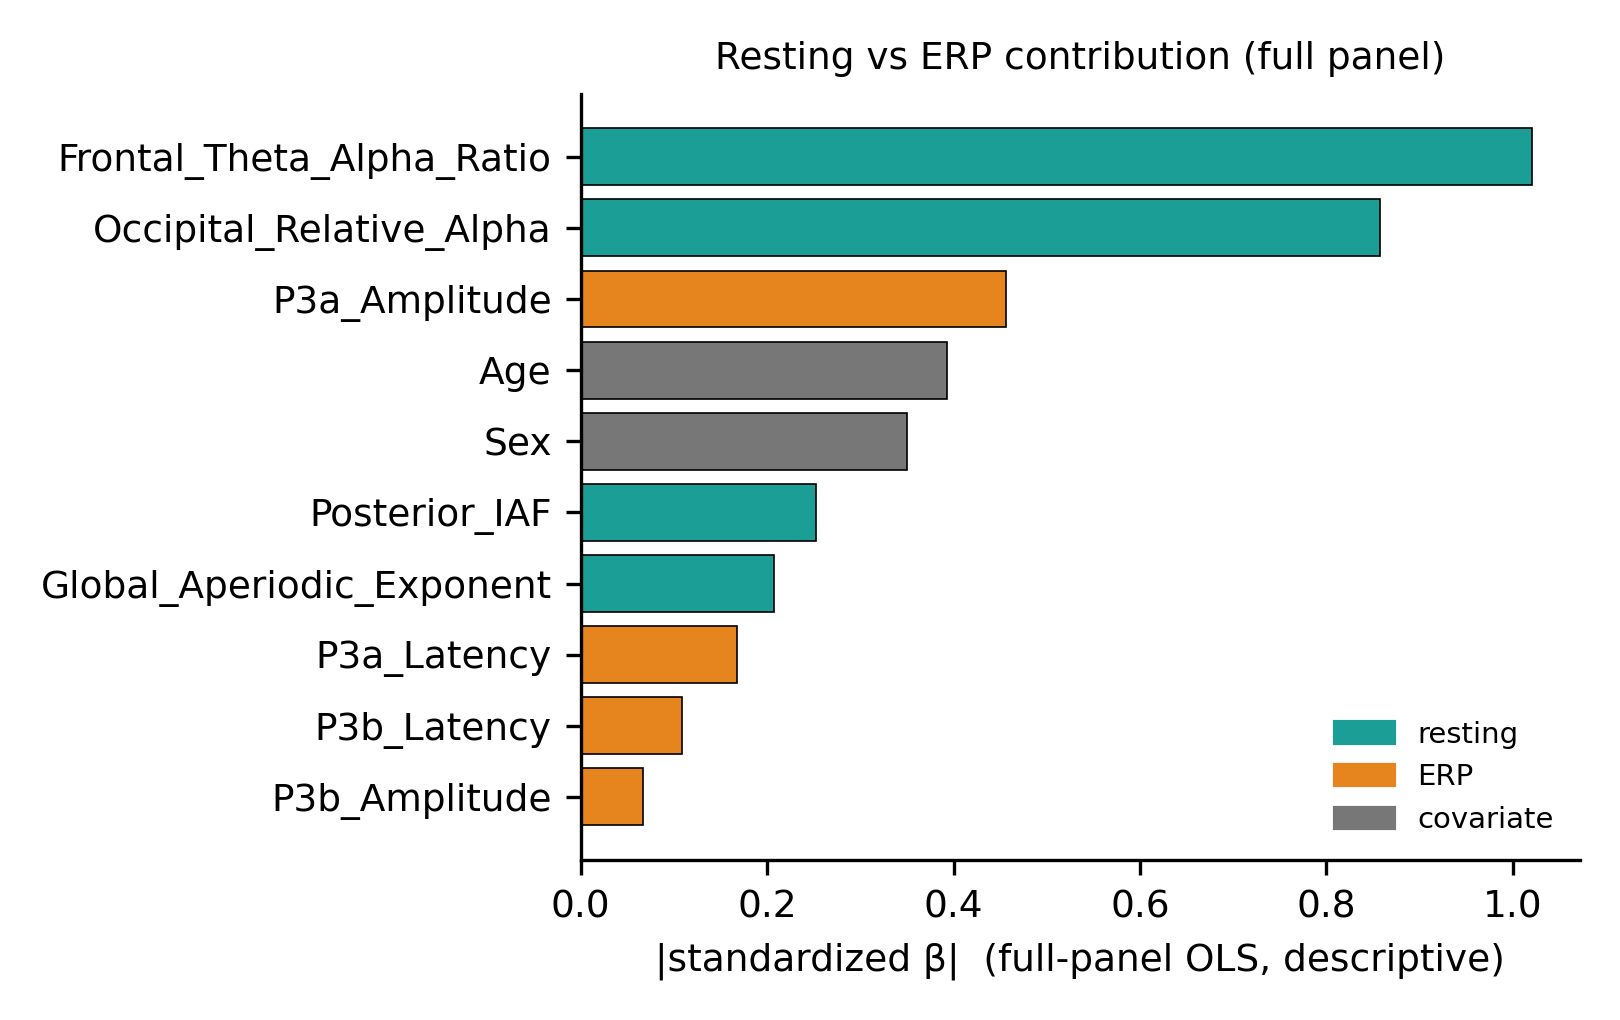 Resting vs ERP contribution (full panel)
Frontal_Theta_Alpha_Ratio
Occipital_Relative_Alpha
P3a_Amplitude
Age
Sex
Posterior_IAF
Global_Aperiodic_Exponent
P3a_Latency
P3b_Latency
P3b_Amplitude
resting
ERP
covariate
0.0 0.2 0.4 0.6 0.8 1.0
|standardized β| (full-panel OLS, descriptive)